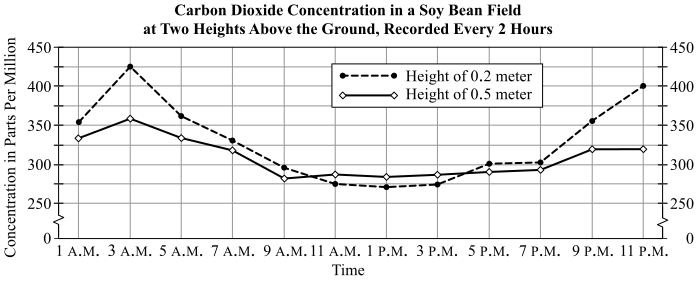 Carbon Dioxide Concentration in a Soy Bean Field
at Two Heights Above the Ground, Recorded Every 2 Hours
Concentration in Parts Per Million
450 450
400 400
350 350
300 300
250 250
0 0
Height of 0.2 meter
Height of 0.5 meter
1 A.M. 3 A.M. 5 A.M. 7 A.M. 9 A.M. 11 A.M. 1 P.M. 3 P.M. 5 P.M. 7 P.M. 9 P.M. 11 P.M.
Time